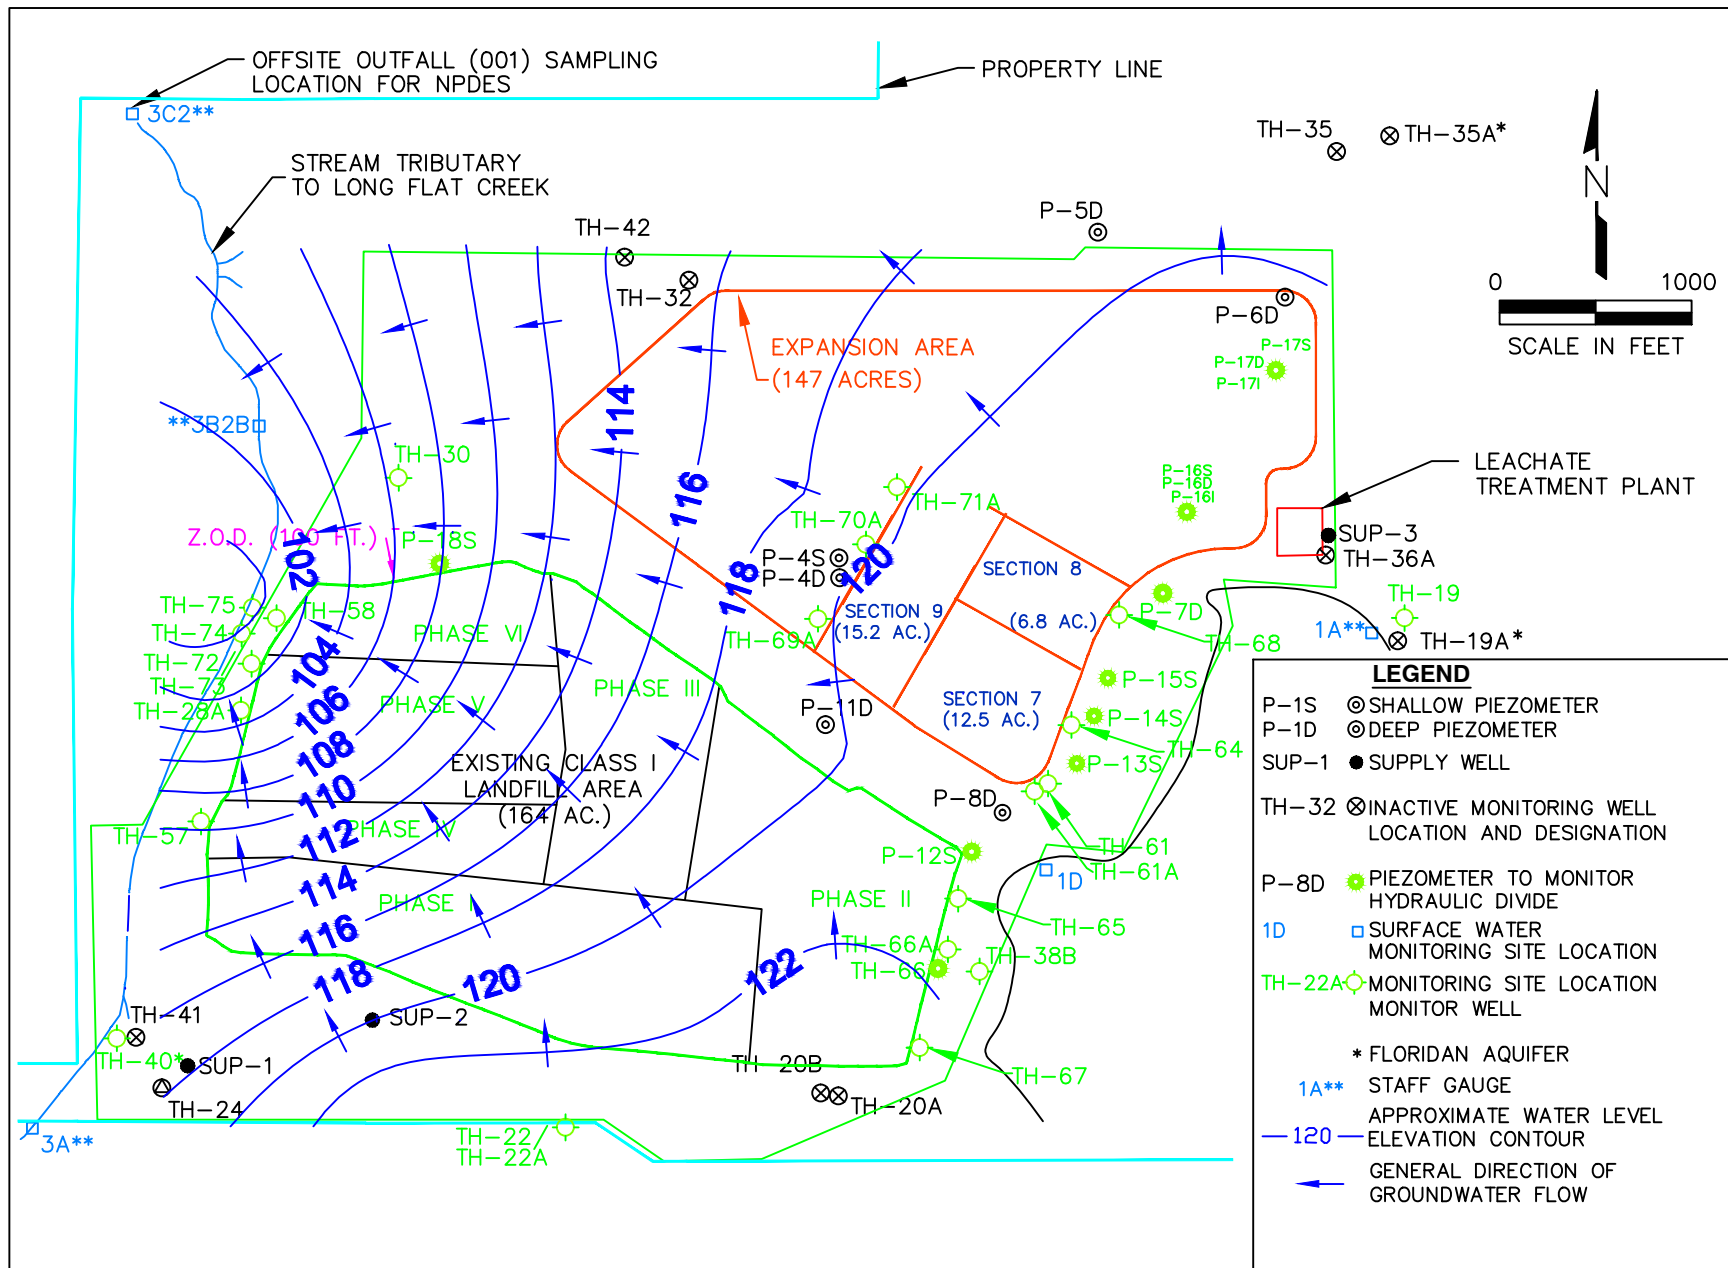 OFFSITE OUTFALL (001) SAMPLING
LOCATION FOR NPDES
PROPERTY LINE
3C2**
STREAM TRIBUTARY
TO LONG FLAT CREEK
TH-35
TH-35A*
N
0 1000
SCALE IN FEET
P-5D
TH-42
TH-32
P-6D
P-17S
P-17D
P-17I
EXPANSION AREA
(147 ACRES)
114
**3B2B
TH-30
116
P-16S
P-16D
P-16I
LEACHATE
TREATMENT PLANT
TH-71A
TH-70A
Z.O.D. (100 FT.)
P-18S
102
SUP-3
TH-36A
P-4S
P-4D
120
118
SECTION 8
(6.8 AC.)
SECTION 9
(15.2 AC.)
P-7D
TH-19
1A**
TH-19A*
TH-75
TH-58
TH-74
PHASE VI
TH-69A
TH-68
TH-72
TH-73
104
PHASE III
P-15S
TH-28A
PHASE V
106
P-11D
SECTION 7
(12.5 AC.)
P-14S
TH-64
108
EXISTING CLASS I
LANDFILL AREA
(164 AC.)
P-13S
110
P-8D
TH-57
PHASE IV
112
TH-61
TH-61A
P-12S
1D
114
PHASE I
PHASE II
TH-65
116
TH-66A
TH-66
TH-38B
118
120
122
TH-41
SUP-2
TH-40*
SUP-1
TH-24
TH-20B
TH-20A
TH-67
3A**
TH-22/
TH-22A
LEGEND
P-1S SHALLOW PIEZOMETER
P-1D DEEP PIEZOMETER
SUP-1 SUPPLY WELL
TH-32 INACTIVE MONITORING WELL
LOCATION AND DESIGNATION
P-8D PIEZOMETER TO MONITOR
HYDRAULIC DIVIDE
1D SURFACE WATER
MONITORING SITE LOCATION
TH-22A MONITORING SITE LOCATION
MONITOR WELL
* FLORIDAN AQUIFER
1A** STAFF GAUGE
APPROXIMATE WATER LEVEL
120 ELEVATION CONTOUR
GENERAL DIRECTION OF
GROUNDWATER FLOW